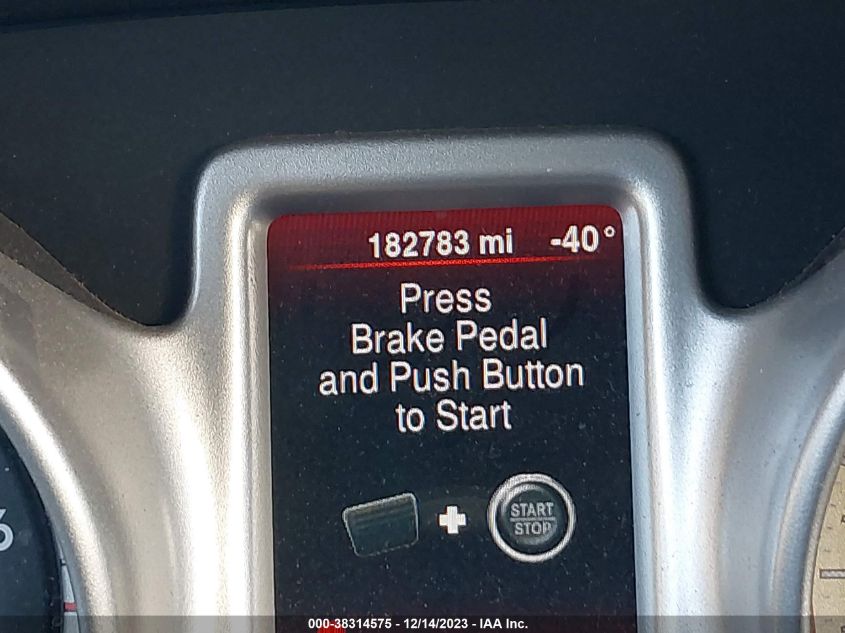 182783 mi -40°
Press
Brake Pedal
and Push Button
to Start
START
STOP
6
000-38314575 - 12/14/2023 - IAA Inc.